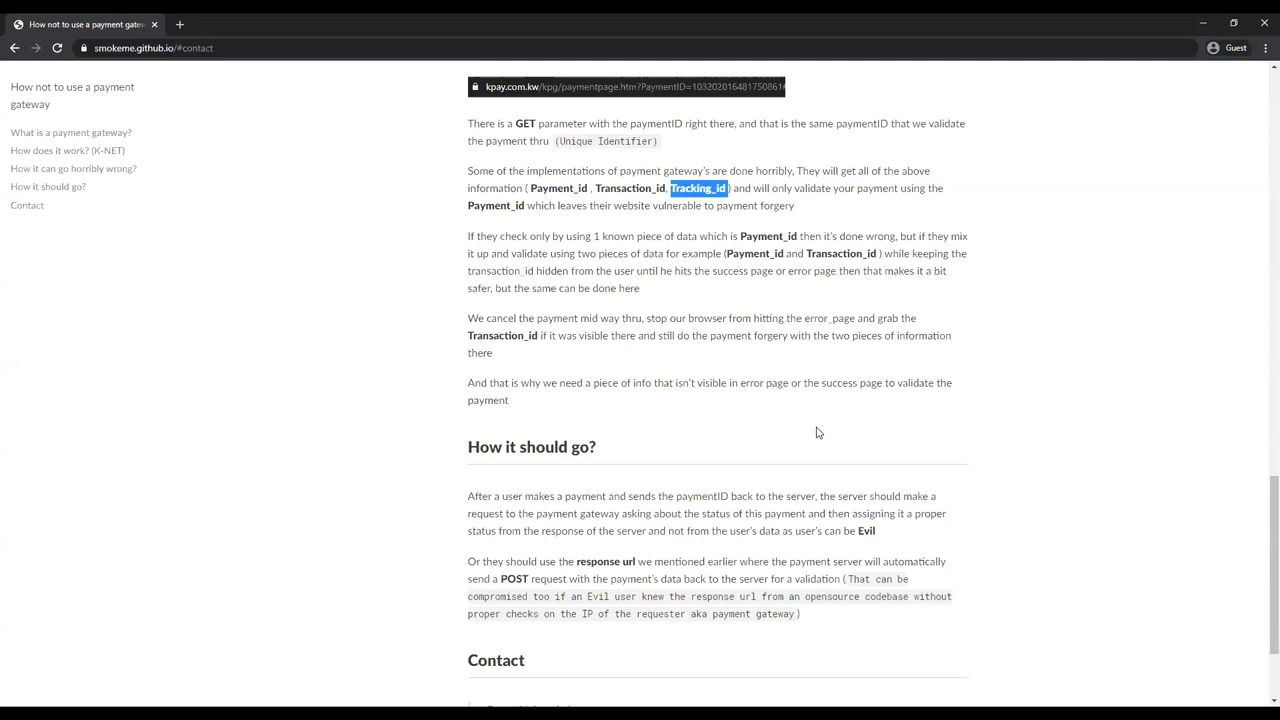 How not to use a payment gatew
smokeme.github.io/#contact
Guest
How not to use a payment
gateway
What is a payment gateway?
How does it work? (K-NET)
How it can go horribly wrong?
How it should go?
Contact
kpay.com.kw/kpg/paymentpage.htm?PaymentID=103202016481750861
There is a GET parameter with the paymentID right there, and that is the same paymentID that we validate
the payment thru (Unique Identifier)
Some of the implementations of payment gateway's are done horribly, They will get all of the above
information ( Payment_id , Transaction_id, Tracking_id ) and will only validate your payment using the
Payment_id which leaves their website vulnerable to payment forgery
If they check only by using 1 known piece of data which is Payment_id then it's done wrong, but if they mix
it up and validate using two pieces of data for example (Payment_id and Transaction_id ) while keeping the
transaction_id hidden from the user until he hits the success page or error page then that makes it a bit
safer, but the same can be done here
We cancel the payment mid way thru, stop our browser from hitting the error_page and grab the
Transaction_id if it was visible there and still do the payment forgery with the two pieces of information
there
And that is why we need a piece of info that isn't visible in error page or the success page to validate the
payment
How it should go?
After a user makes a payment and sends the paymentID back to the server, the server should make a
request to the payment gateway asking about the status of this payment and then assigning it a proper
status from the response of the server and not from the user's data as user's can be Evil
Or they should use the response url we mentioned earlier where the payment server will automatically
send a POST request with the payment's data back to the server for a validation (That can be
compromised too if an Evil user knew the response url from an opensource codebase without
proper checks on the IP of the requester aka payment gateway)
Contact